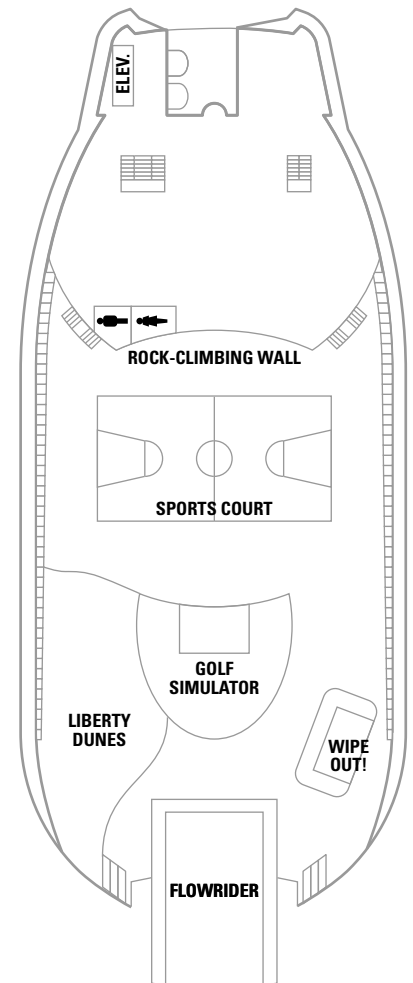 ELEV.
ROCK-CLIMBING WALL
SPORTS COURT
GOLF
SIMULATOR
LIBERTY
DUNES
WIPE
OUT!
FLOWRIDER